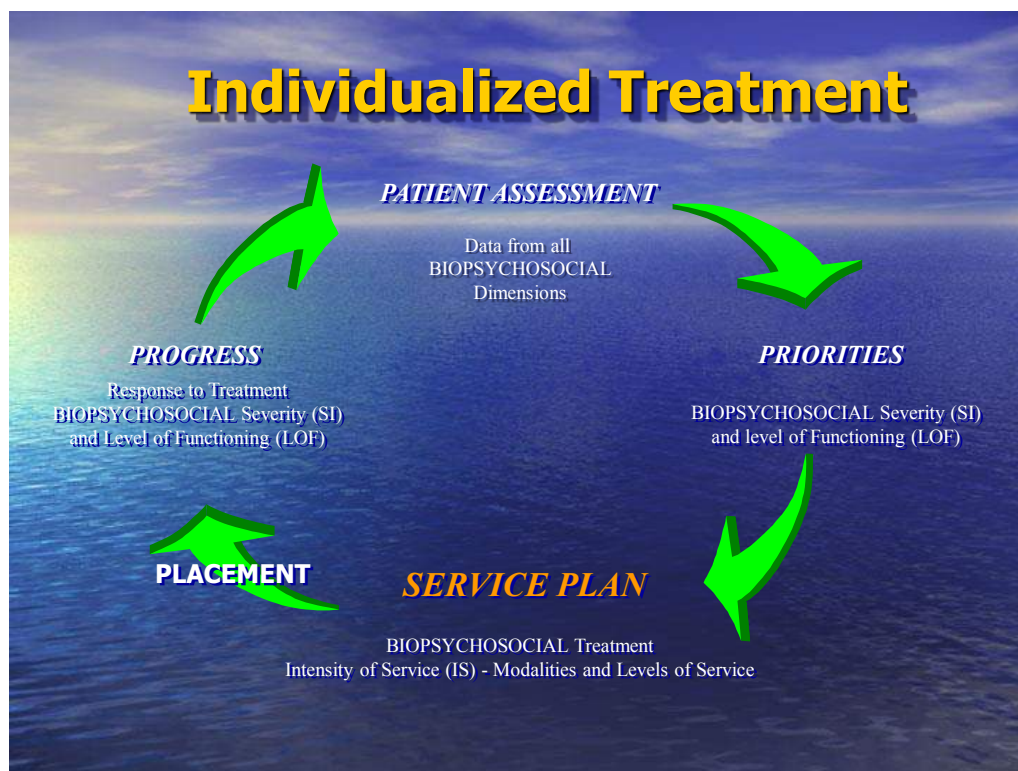 Individualized Treatment
PATIENT ASSESSMENT
Data from all
BIOPSYCHOSOCIAL
Dimensions
PROGRESS
Response to Treatment
BIOPSYCHOSOCIAL Severity (SI)
and Level of Functioning (LOF)
PRIORITIES
BIOPSYCHOSOCIAL Severity (SI)
and level of Functioning (LOF)
PLACEMENT
SERVICE PLAN
BIOPSYCHOSOCIAL Treatment
Intensity of Service (IS) - Modalities and Levels of Service